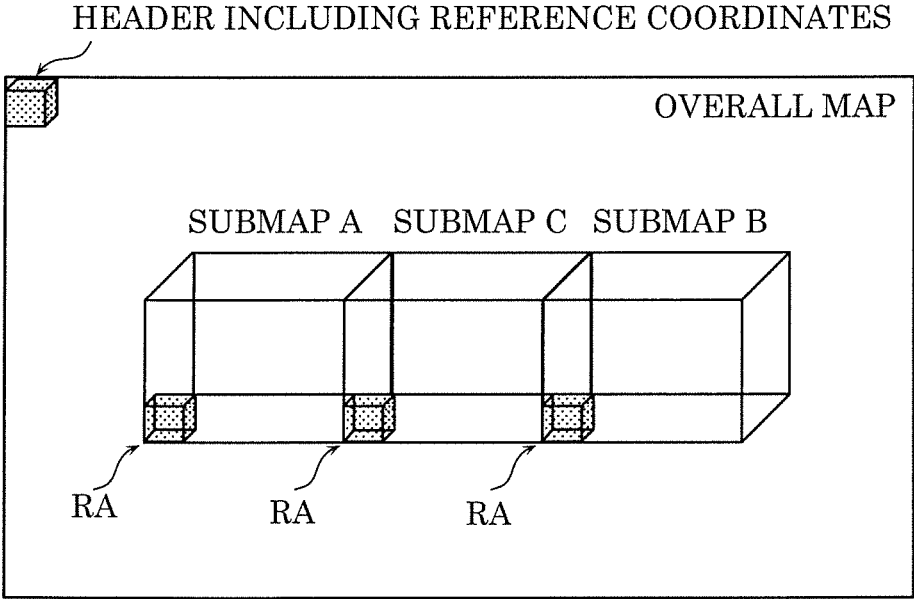 HEADER INCLUDING REFERENCE COORDINATES
OVERALL MAP
SUBMAP A SUBMAP C SUBMAP B
RA RA RA